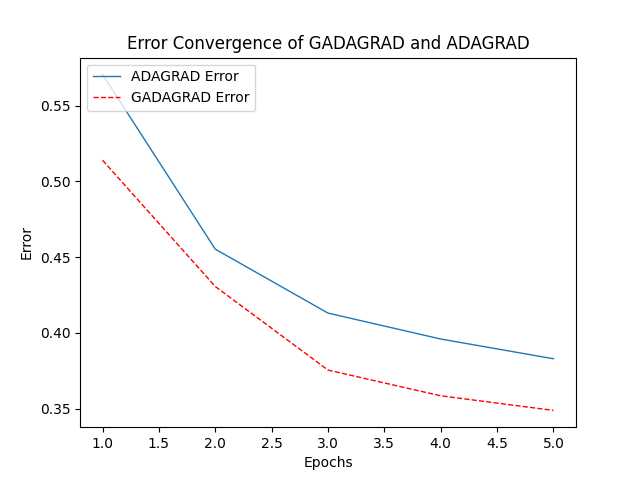 Error Convergence of GADAGRAD and ADAGRAD
ADAGRAD Error
GADAGRAD Error
0.55
0.50
0.45
0.40
0.35
Error
1.0 1.5 2.0 2.5 3.0 3.5 4.0 4.5 5.0
Epochs